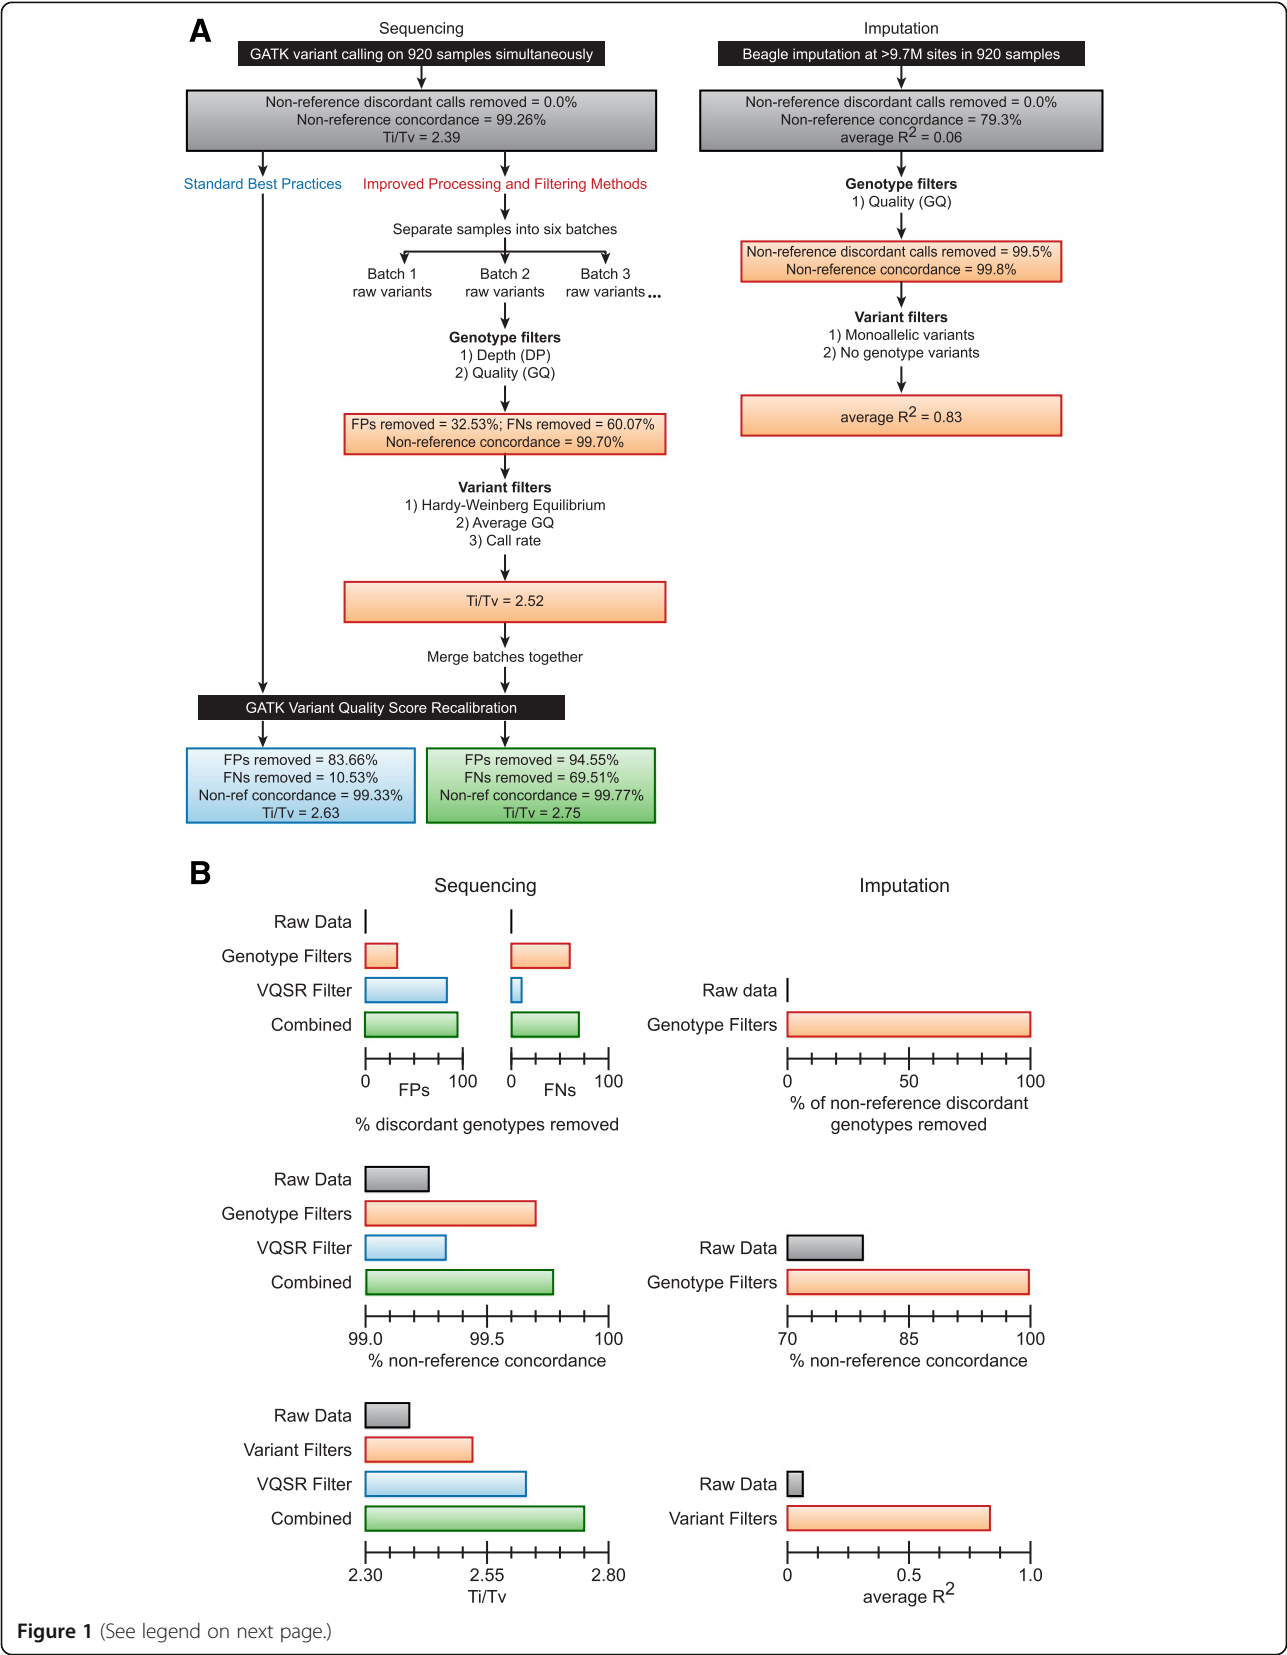 A
Sequencing
GATK variant calling on 920 samples simultaneously
Non-reference discordant calls removed = 0.0%
Non-reference concordance = 99.26%
Ti/Tv = 2.39
Standard Best Practices
Improved Processing and Filtering Methods
Separate samples into six batches
Batch 1 raw variants
Batch 2 raw variants
Batch 3 raw variants...
Genotype filters
1) Depth (DP)
2) Quality (GQ)
FPs removed = 32.53%; FNs removed = 60.07%
Non-reference concordance = 99.70%
Variant filters
1) Hardy-Weinberg Equilibrium
2) Average GQ
3) Call rate
Ti/Tv = 2.52
Merge batches together
GATK Variant Quality Score Recalibration
FPs removed = 83.66%
FNs removed = 10.53%
Non-ref concordance = 99.33%
Ti/Tv = 2.63
FPs removed = 94.55%
FNs removed = 69.51%
Non-ref concordance = 99.77%
Ti/Tv = 2.75
Imputation
Beagle imputation at >9.7M sites in 920 samples
Non-reference discordant calls removed = 0.0%
Non-reference concordance = 79.3%
average R2 = 0.06
Genotype filters
1) Quality (GQ)
Non-reference discordant calls removed = 99.5%
Non-reference concordance = 99.8%
Variant filters
1) Monoallelic variants
2) No genotype variants
average R2 = 0.83
B
Sequencing
Raw Data
Genotype Filters
VQSR Filter
Combined
0 100
FPs
0 100
FNs
% discordant genotypes removed
Imputation
Raw data
Genotype Filters
0 50 100
% of non-reference discordant
genotypes removed
Raw Data
Genotype Filters
VQSR Filter
Combined
99.0 99.5 100
% non-reference concordance
Raw Data
Genotype Filters
70 85 100
% non-reference concordance
Raw Data
Variant Filters
VQSR Filter
Combined
2.30 2.55 2.80
Ti/Tv
Raw Data
Variant Filters
0 0.5 1.0
average R2
Figure 1 (See legend on next page.)